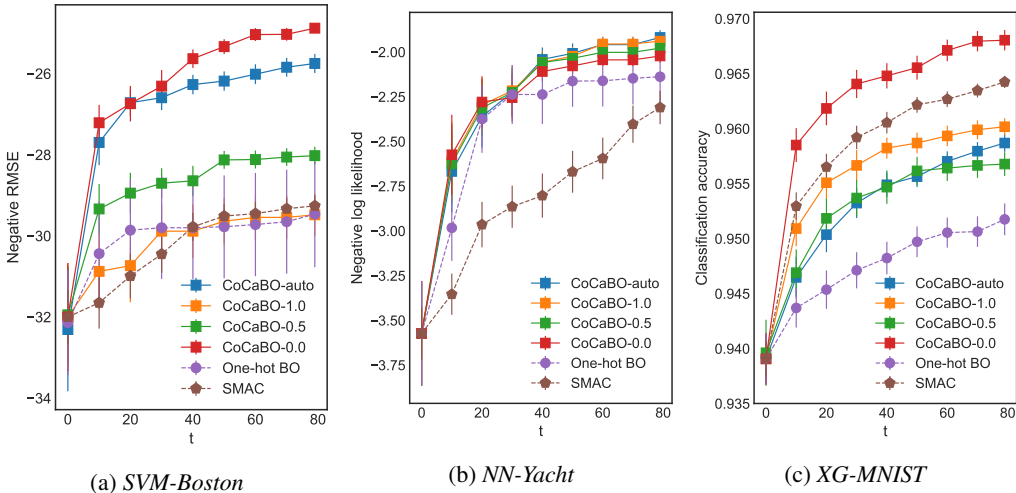 Negative RMSE
−26
−28
−30
−32
−34
0
20
40
60
80
t
CoCaBO-auto
CoCaBO-1.0
CoCaBO-0.5
CoCaBO-0.0
One-hot BO
SMAC
(a) SVM-Boston
Negative log likelihood
−2.00
−2.25
−2.50
−2.75
−3.00
−3.25
−3.50
−3.75
0
20
40
60
80
t
CoCaBO-auto
CoCaBO-1.0
CoCaBO-0.5
CoCaBO-0.0
One-hot BO
SMAC
(b) NN-Yacht
Classification accuracy
0.970
0.965
0.960
0.955
0.950
0.945
0.940
0.935
0
20
40
60
80
t
CoCaBO-auto
CoCaBO-1.0
CoCaBO-0.5
CoCaBO-0.0
One-hot BO
SMAC
(c) XG-MNIST